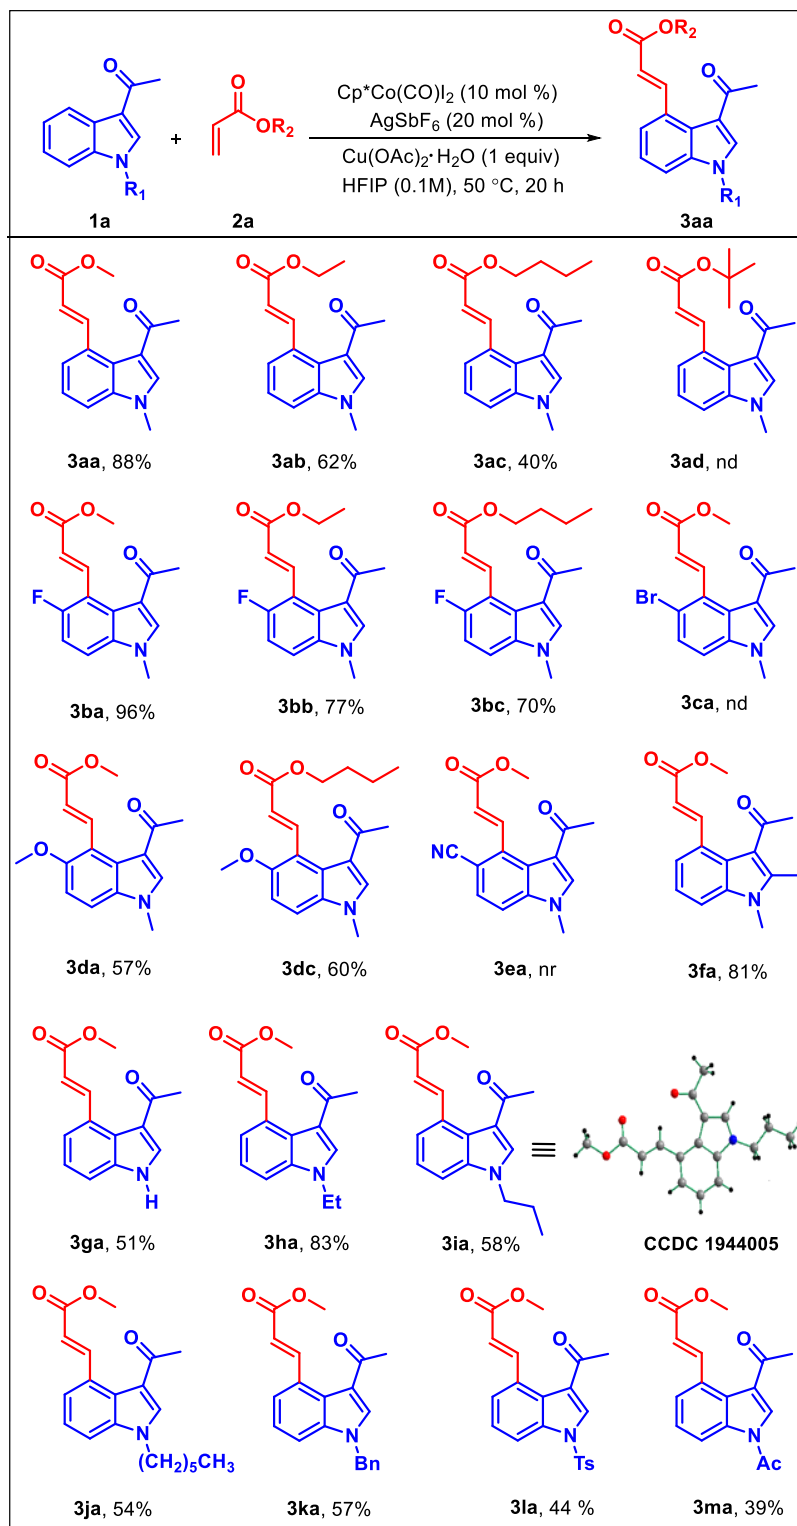 O OR₂
O
O
OR₂
+
N
R₁
1a
2a
Cp*Co(CO)I₂ (10 mol %)
AgSbF₆ (20 mol %)
Cu(OAc)₂·H₂O (1 equiv)
HFIP (0.1M), 50 °C, 20 h
O
N
R₁
3aa
O O O N
O O O N
O O O N
O O O N
3aa, 88%
3ab, 62%
3ac, 40%
3ad, nd
O O O F N
O O O F N
O O O F N
O O O Br N
3ba, 96%
3bb, 77%
3bc, 70%
3ca, nd
O O O O N
O O O O N
O O O NC N
O O O N
3da, 57%
3dc, 60%
3ea, nr
3fa, 81%
O O O N H
O O O N Et
O O O N
≡
3ga, 51%
3ha, 83%
3ia, 58%
CCDC 1944005
O O O N (CH₂)₅CH₃
O O O N Bn
O O O N Ts
O O O N Ac
3ja, 54%
3ka, 57%
3la, 44 %
3ma, 39%